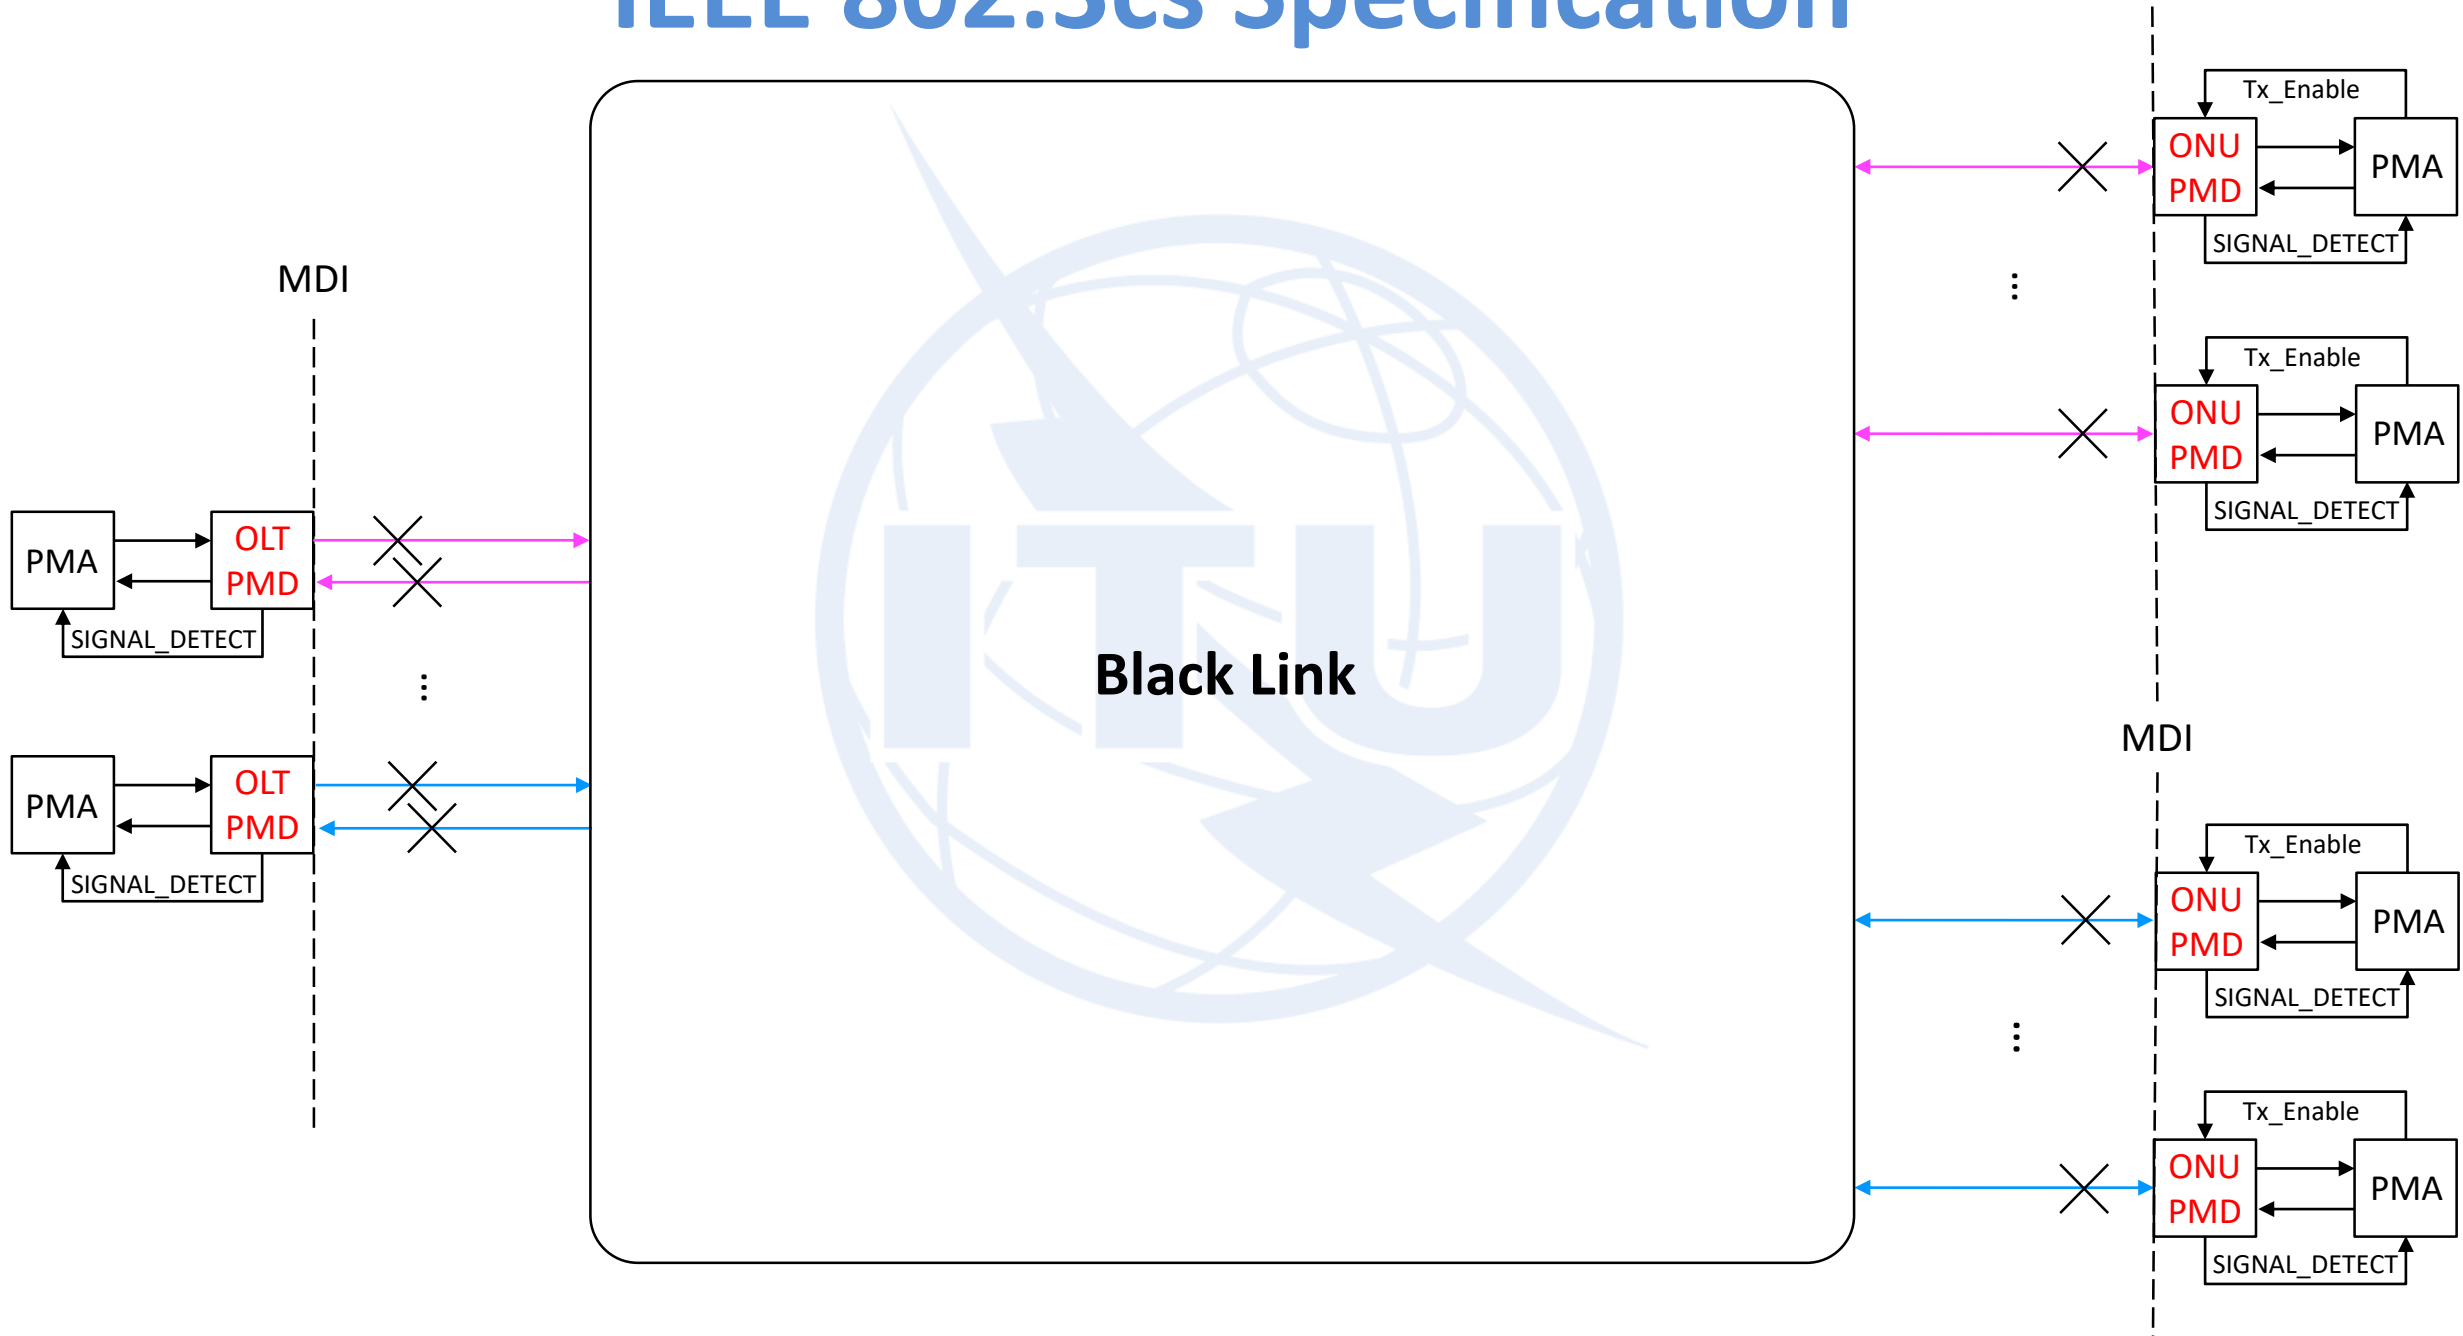 IEEE 802.3cs Specification
Tx_Enable
ONU
PMD
PMA
SIGNAL_DETECT
...
Tx_Enable
ONU
PMD
PMA
SIGNAL_DETECT
MDI
PMA
OLT
PMD
SIGNAL_DETECT
...
PMA
OLT
PMD
SIGNAL_DETECT
ITU
Black Link
MDI
Tx_Enable
ONU
PMD
PMA
SIGNAL_DETECT
...
Tx_Enable
ONU
PMD
PMA
SIGNAL_DETECT